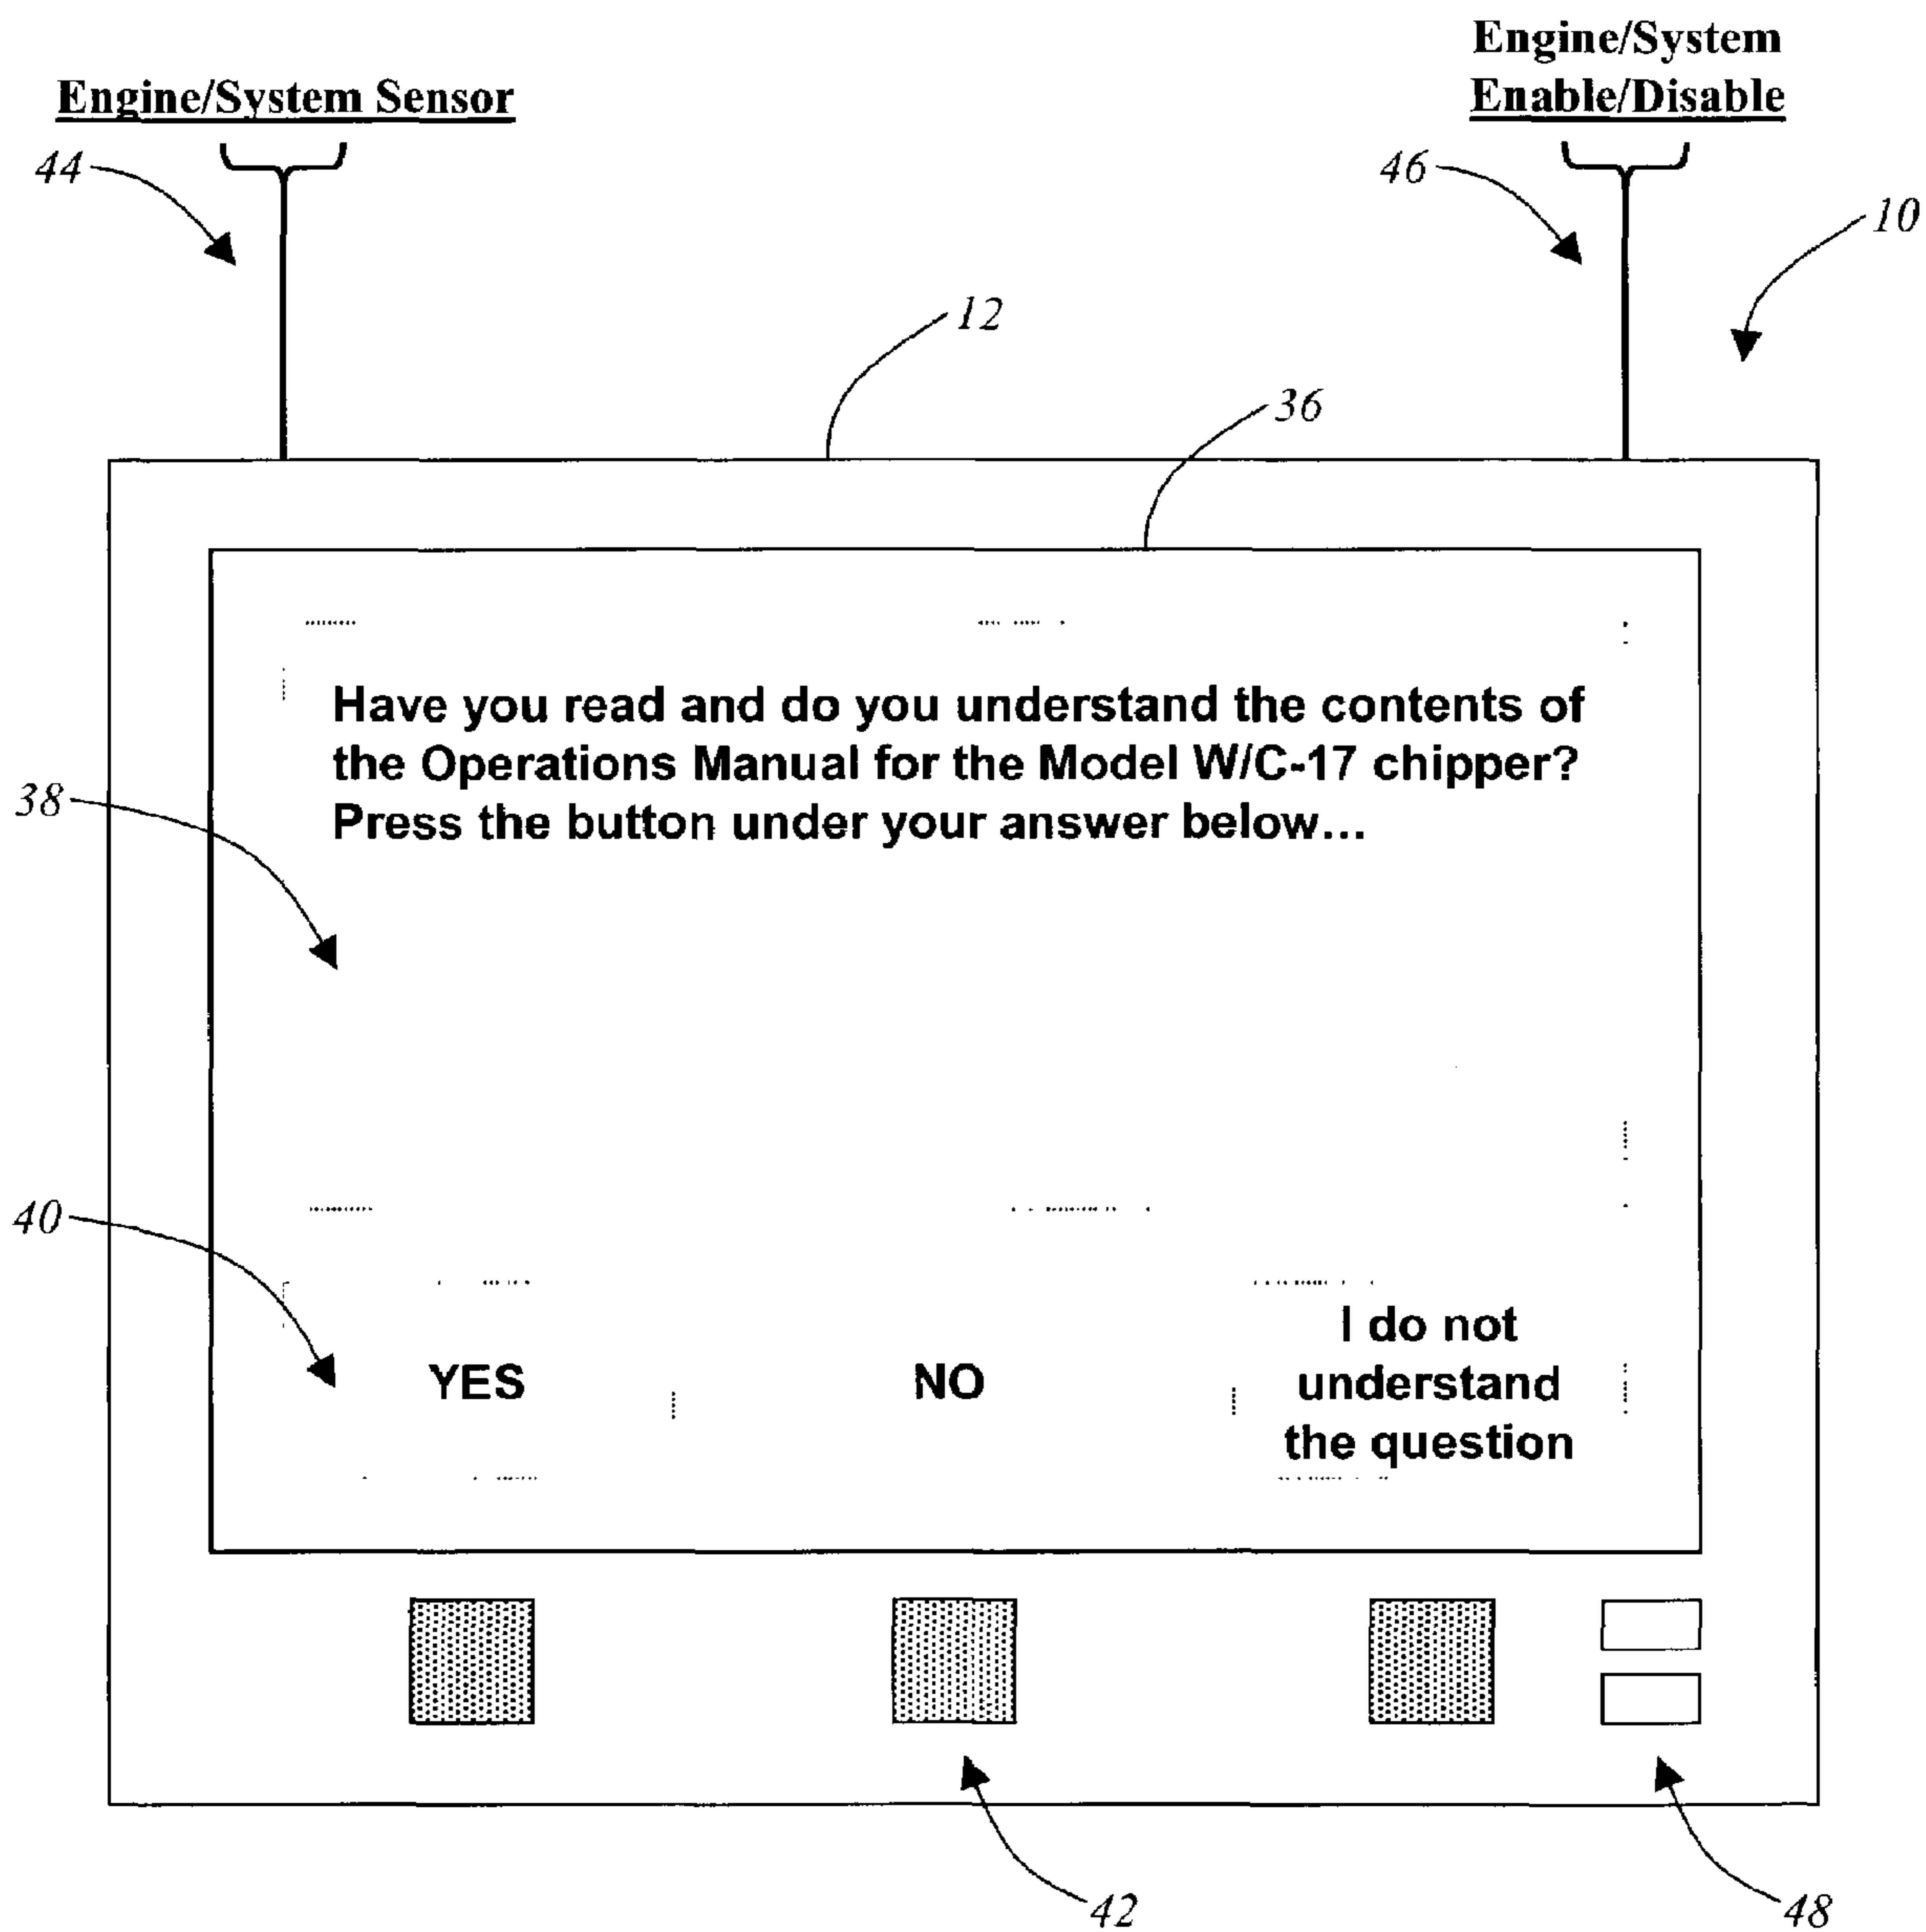 Engine/System
Enable/Disable
Engine/System Sensor
44
46
10
12
36
Have you read and do you understand the contents of
the Operations Manual for the Model W/C-17 chipper?
Press the button under your answer below...
38
40
YES
NO
I do not
understand
the question
42
48